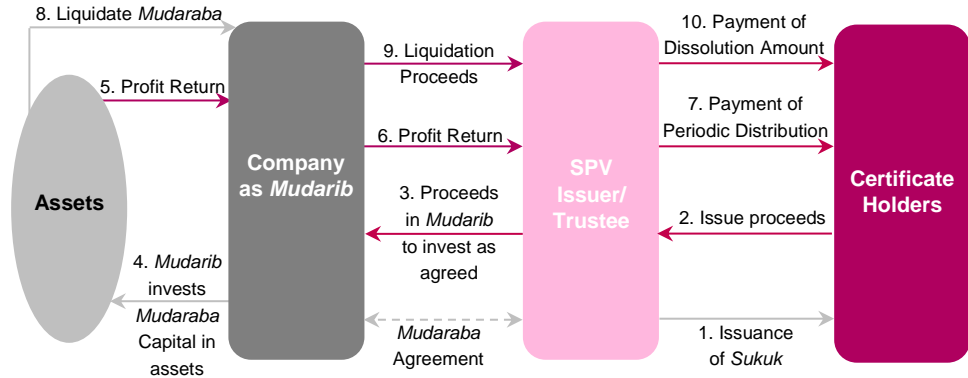 8. Liquidate Mudaraba
5. Profit Return
Assets
4. Mudarib
invests
Mudaraba
Capital in
assets
Company
as Mudarib
9. Liquidation
Proceeds
6. Profit Return
3. Proceeds
in Mudarib
to invest as
agreed
Mudaraba
Agreement
SPV
Issuer/
Trustee
10. Payment of
Dissolution Amount
7. Payment of
Periodic Distribution
2. Issue proceeds
1. Issuance
of Sukuk
Certificate
Holders